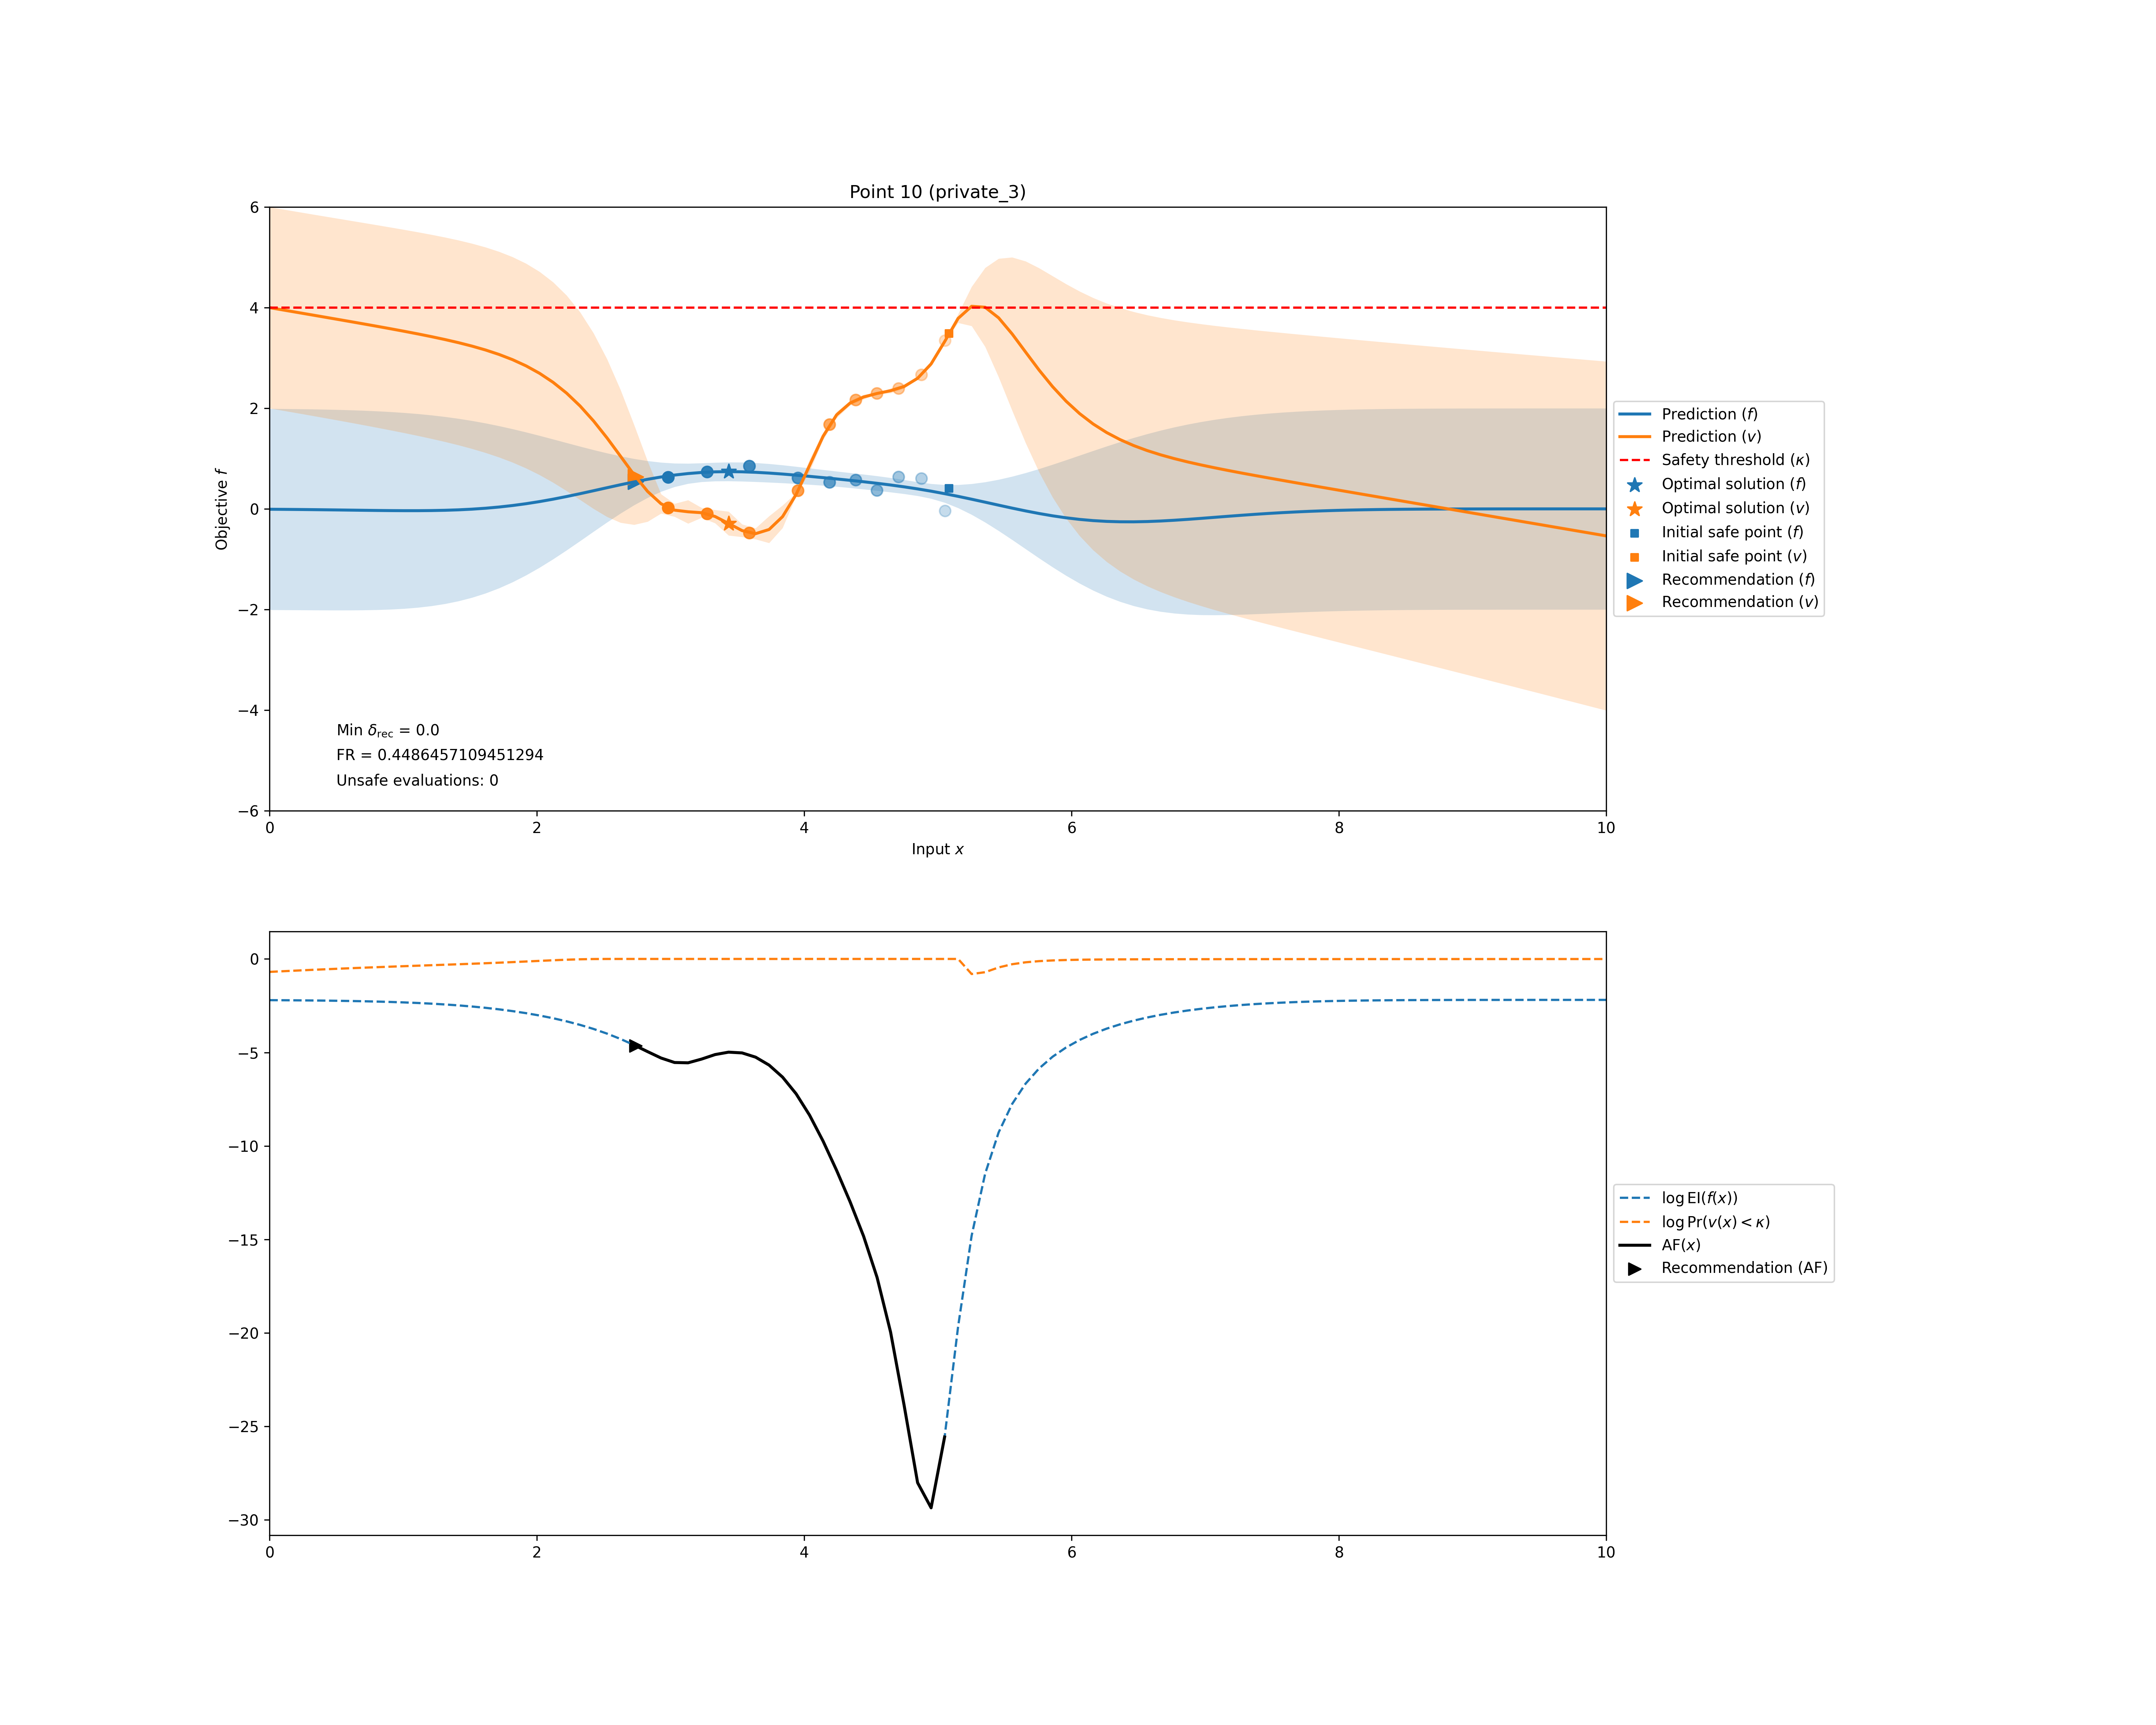 Point 10 (private_3)
6
4
2
0
−2
−4
−6
Objective f
Min δrec = 0.0
FR = 0.4486457109451294
Unsafe evaluations: 0
0 2 4 6 8 10
Input x
Prediction (f)
Prediction (v)
Safety threshold (κ)
Optimal solution (f)
Optimal solution (v)
Initial safe point (f)
Initial safe point (v)
Recommendation (f)
Recommendation (v)
0
−5
−10
−15
−20
−25
−30
0 2 4 6 8 10
log EI(f(x))
log Pr(v(x) < κ)
AF(x)
Recommendation (AF)